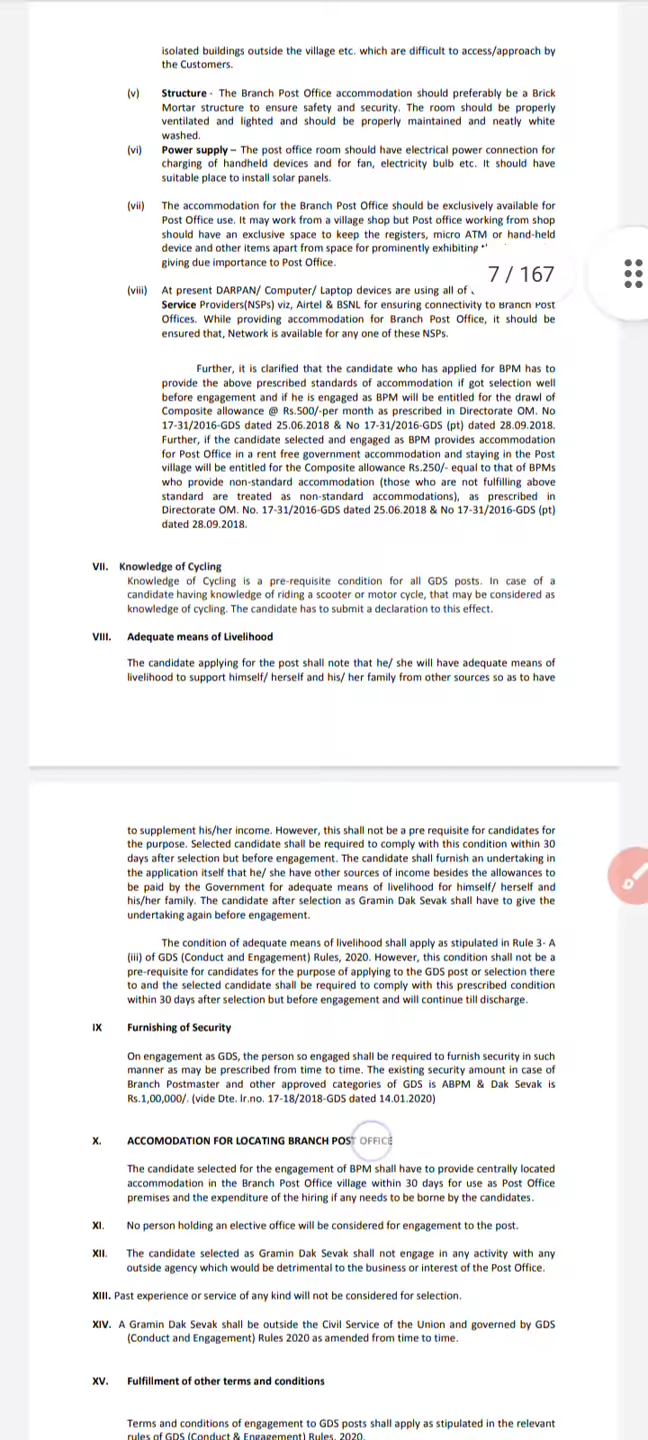 isolated buildings outside the village etc. which are difficult to access/approach by
the Customers.
(v) Structure - The Branch Post Office accommodation should preferably be a Brick
Mortar structure to ensure safety and security. The room should be properly
ventilated and lighted and should be properly maintained and neatly white
washed.
(vi) Power supply – The post office room should have electrical power connection for
charging of handheld devices and for fan, electricity bulb etc. It should have
suitable place to install solar panels.
(vii) The accommodation for the Branch Post Office should be exclusively available for
Post Office use. It may work from a village shop but Post office working from shop
should have an exclusive space to keep the registers, micro ATM or hand-held
device and other items apart from space for prominently exhibiting
giving due importance to Post Office.
7 / 167
(viii) At present DARPAN/ Computer/ Laptop devices are using all of
Service Providers(NSPs) viz, Airtel & BSNL for ensuring connectivity to Branch Post
Offices. While providing accommodation for Branch Post Office, it should be
ensured that, Network is available for any one of these NSPs.
Further, it is clarified that the candidate who has applied for BPM has to
provide the above prescribed standards of accommodation if got selection well
before engagement and if he is engaged as BPM will be entitled for the drawl of
Composite allowance @ Rs.500/-per month as prescribed in Directorate OM. No
17-31/2016-GDS dated 25.06.2018 & No 17-31/2016-GDS (pt) dated 28.09.2018.
Further, if the candidate selected and engaged as BPM provides accommodation
for Post Office in a rent free government accommodation and staying in the Post
village will be entitled for the Composite allowance Rs.250/- equal to that of BPMs
who provide non-standard accommodation (those who are not fulfilling above
standard are treated as non-standard accommodations), as prescribed in
Directorate OM. No. 17-31/2016-GDS dated 25.06.2018 & No 17-31/2016-GDS (pt)
dated 28.09.2018.
VII. Knowledge of Cycling
Knowledge of Cycling is a pre-requisite condition for all GDS posts. In case of a
candidate having knowledge of riding a scooter or motor cycle, that may be considered as
knowledge of cycling. The candidate has to submit a declaration to this effect.
VIII. Adequate means of Livelihood
The candidate applying for the post shall note that he/ she will have adequate means of
livelihood to support himself/ herself and his/ her family from other sources so as to have
to supplement his/her income. However, this shall not be a pre requisite for candidates for
the purpose. Selected candidate shall be required to comply with this condition within 30
days after selection but before engagement. The candidate shall furnish an undertaking in
the application itself that he/ she have other sources of income besides the allowances to
be paid by the Government for adequate means of livelihood for himself/ herself and
his/her family. The candidate after selection as Gramin Dak Sevak shall have to give the
undertaking again before engagement.
The condition of adequate means of livelihood shall apply as stipulated in Rule 3- A
(iii) of GDS (Conduct and Engagement) Rules, 2020. However, this condition shall not be a
pre-requisite for candidates for the purpose of applying to the GDS post or selection there
to and the selected candidate shall be required to comply with this prescribed condition
within 30 days after selection but before engagement and will continue till discharge.
IX Furnishing of Security
On engagement as GDS, the person so engaged shall be required to furnish security in such
manner as may be prescribed from time to time. The existing security amount in case of
Branch Postmaster and other approved categories of GDS is ABPM & Dak Sevak is
Rs.1,00,000/. (vide Dte. lr.no. 17-18/2018-GDS dated 14.01.2020)
X. ACCOMODATION FOR LOCATING BRANCH POST OFFICE
The candidate selected for the engagement of BPM shall have to provide centrally located
accommodation in the Branch Post Office village within 30 days for use as Post Office
premises and the expenditure of the hiring if any needs to be borne by the candidates.
XI. No person holding an elective office will be considered for engagement to the post.
XII. The candidate selected as Gramin Dak Sevak shall not engage in any activity with any
outside agency which would be detrimental to the business or interest of the Post Office.
XIII. Past experience or service of any kind will not be considered for selection.
XIV. A Gramin Dak Sevak shall be outside the Civil Service of the Union and governed by GDS
(Conduct and Engagement) Rules 2020 as amended from time to time.
XV. Fulfillment of other terms and conditions
Terms and conditions of engagement to GDS posts shall apply as stipulated in the relevant
rules of GDS (Conduct & Engagement) Rules, 2020.